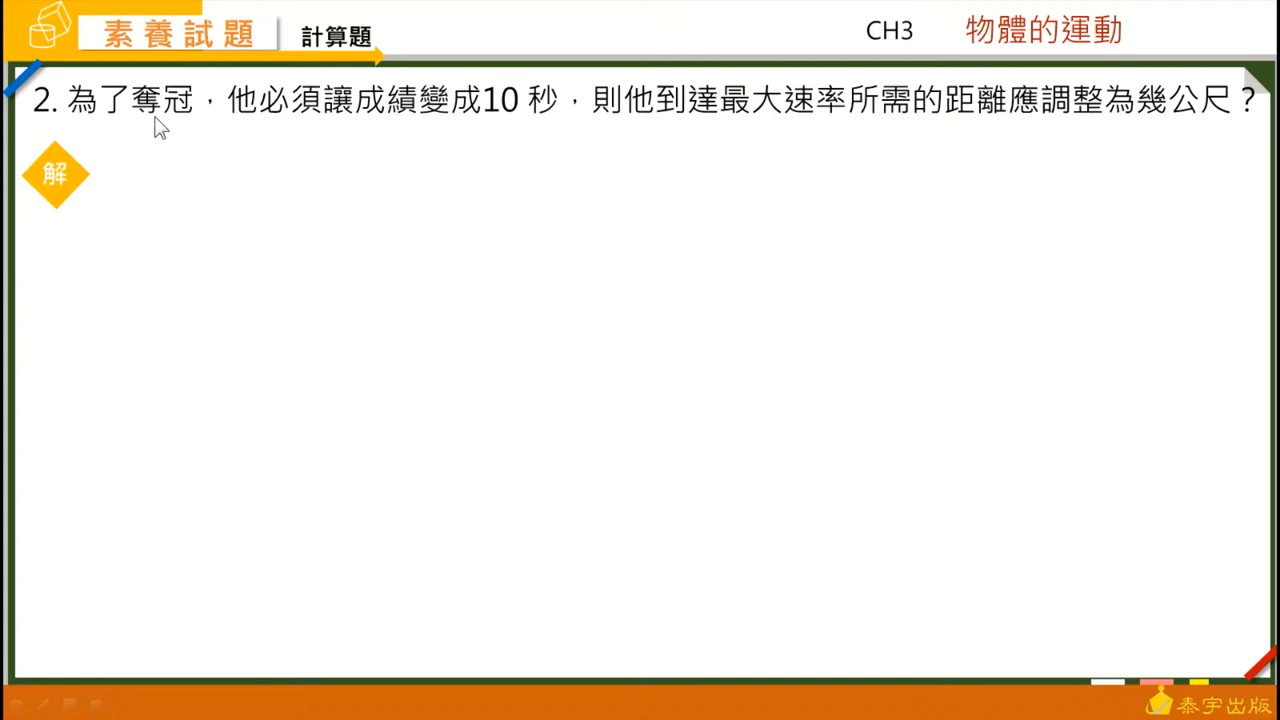 素養試題 計算題 CH3 物體的運動
2. 為了奪冠，他必須讓成績變成10 秒，則他到達最大速率所需的距離應調整為幾公尺？
解
泰宇出版